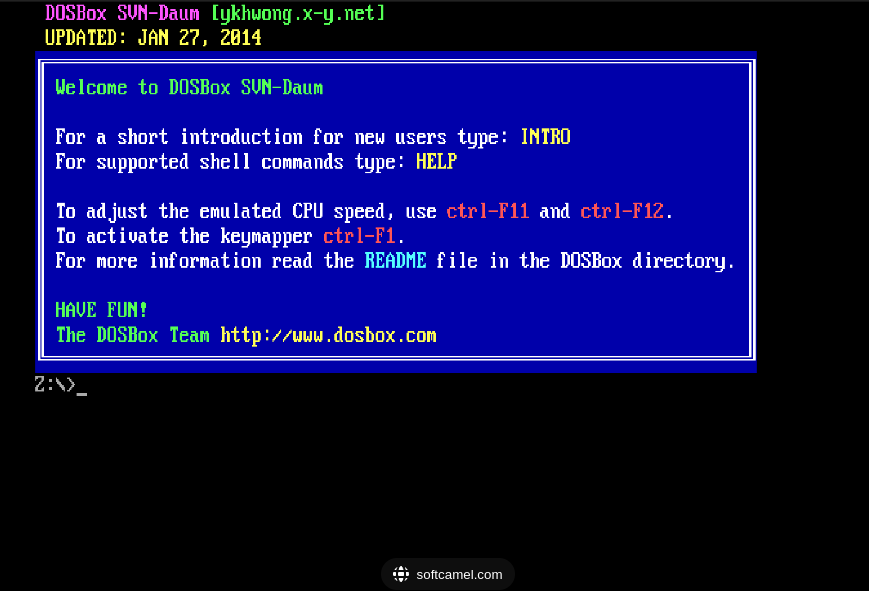 DOSBox SVN-Daum [ykhwong.x-y.net]
UPDATED: JAN 27, 2014
Welcome to DOSBox SVN-Daum
For a short introduction for new users type: INTRO
For supported shell commands type: HELP
To adjust the emulated CPU speed, use ctrl-F11 and ctrl-F12.
To activate the keymapper ctrl-F1.
For more information read the README file in the DOSBox directory.
HAVE FUN!
The DOSBox Team http://www.dosbox.com
Z:\>_
softcamel.com